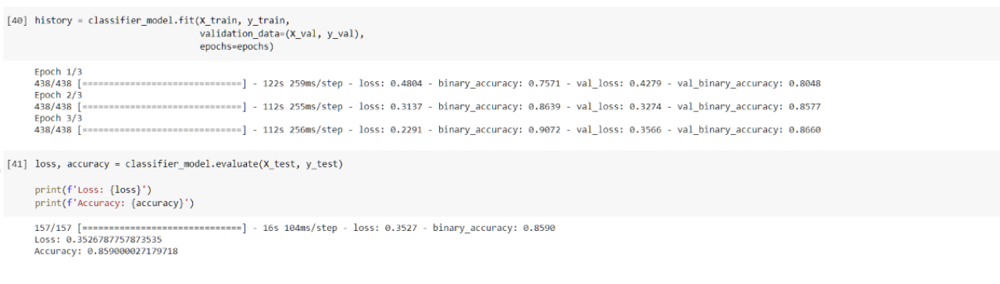 [40] history = classifier_model.fit(X_train, y_train,
validation_data=(X_val, y_val),
epochs=epochs)
Epoch 1/3
438/438 [==============================] - 122s 259ms/step - loss: 0.4804 - binary_accuracy: 0.7571 - val_loss: 0.4279 - val_binary_accuracy: 0.8048
Epoch 2/3
438/438 [==============================] - 112s 255ms/step - loss: 0.3137 - binary_accuracy: 0.8639 - val_loss: 0.3274 - val_binary_accuracy: 0.8577
Epoch 3/3
438/438 [==============================] - 112s 256ms/step - loss: 0.2291 - binary_accuracy: 0.9072 - val_loss: 0.3566 - val_binary_accuracy: 0.8660
[41] loss, accuracy = classifier_model.evaluate(X_test, y_test)
print(f'Loss: {loss}')
print(f'Accuracy: {accuracy}')
157/157 [==============================] - 16s 104ms/step - loss: 0.3527 - binary_accuracy: 0.8590
Loss: 0.3526787757873535
Accuracy: 0.859000027179718